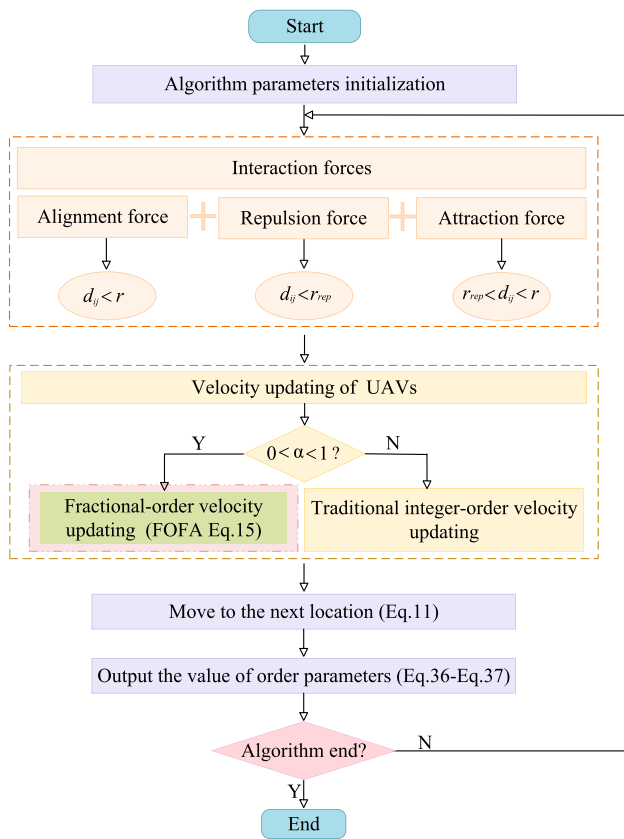 Start
Algorithm parameters initialization
Interaction forces
Alignment force + Repulsion force + Attraction force
d_ij < r
d_ij < r_rep
r_rep < d_ij < r
Velocity updating of UAVs
0 < α < 1 ?
Y
N
Fractional-order velocity
updating (FOFA Eq.15)
Traditional integer-order velocity
updating
Move to the next location (Eq.11)
Output the value of order parameters (Eq.36-Eq.37)
Algorithm end?
N
Y
End